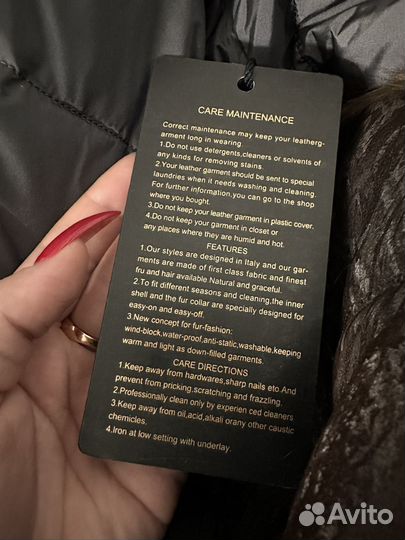 CARE MAINTENANCE
Correct maintenance may keep your leatherg-
arment long in wearing
1.Do not use detergents,cleaners or solvents of
any kinds for removing stains.
2.Your leather garment should be sent to special
laundries when it needs washing and cleaning.
For further information,you can go to the shop
where you bought.
3.Do not keep your leather garment in plastic cover.
4.Do not keep your garment in closet or
any places where they are humid and hot.
FEATURES
1.Our styles are designed in Italy and our gar-
ments are made of first class fabric and finest
fru and hair available Natural and graceful.
2.To fit different seasons and cleaning,the inner
shell and the fur collar are specially designed for
easy-on and easy-off.
3.New concept for fur-fashion:
wind-block,water-proof,anti-static,washable,keeping
warm and light as down-filled garments.
CARE DIRECTIONS
1.Keep away from hardwares,sharp nails etc.And
prevent from pricking,scratching and frazzling.
2.Professionally clean only by experien ced cleaners
3.Keep away from oil,acid,alkali orany other caustic
chemicles.
4.Iron at low setting with underlay.
Avito